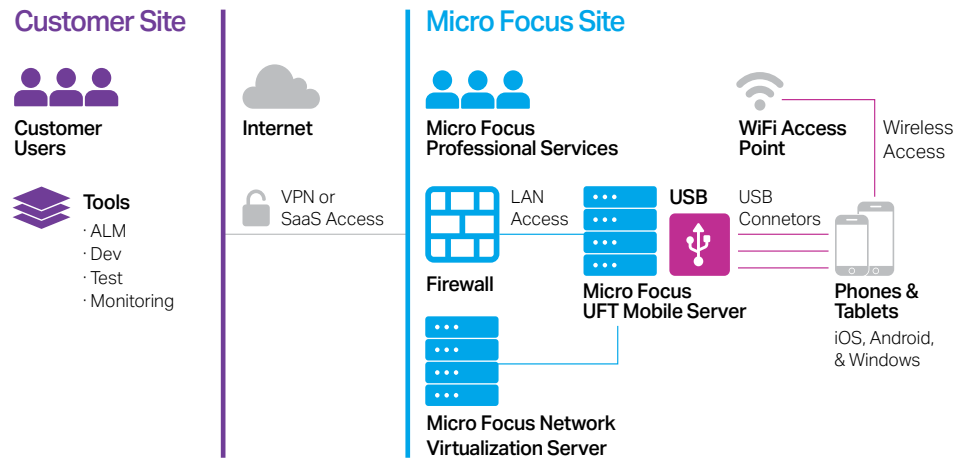 Customer Site
Customer
Users
Tools
· ALM
· Dev
· Test
· Monitoring
Internet
VPN or
SaaS Access
Micro Focus Site
Micro Focus
Professional Services
WiFi Access
Point
Wireless
Access
LAN
Access
Firewall
USB
USB
Connetors
Micro Focus
UFT Mobile Server
Phones &
Tablets
iOS, Android,
& Windows
Micro Focus Network
Virtualization Server